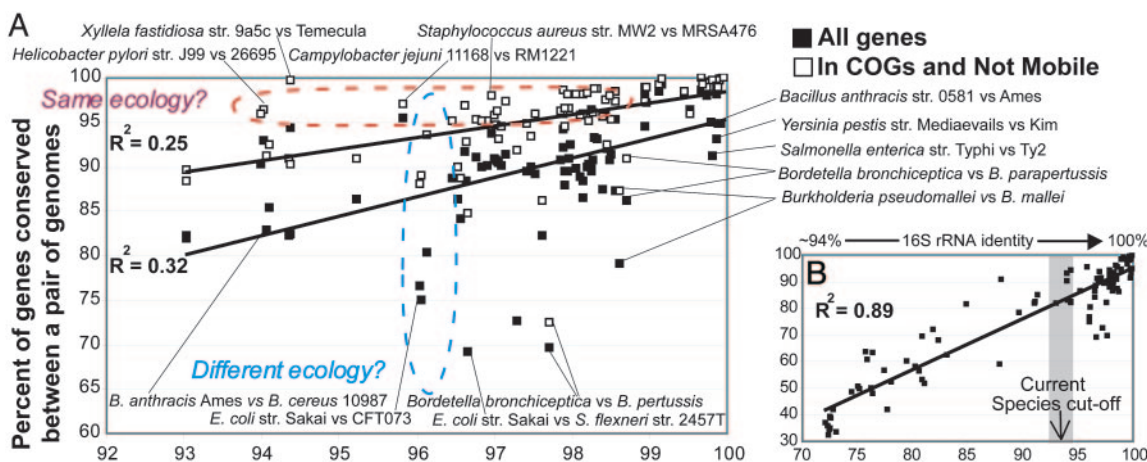 A
Xyllela fastidiosa str. 9a5c vs Temecula
Staphylococcus aureus str. MW2 vs MRSA476
Helicobacter pylori str. J99 vs 26695
Campylobacter jejuni 11168 vs RM1221
All genes
In COGs and Not Mobile
Percent of genes conserved
between a pair of genomes
100
95
90
85
80
75
70
65
60
Same ecology?
R2 = 0.25
R2 = 0.32
Different ecology?
Bacillus anthracis str. 0581 vs Ames
Yersinia pestis str. Mediaevails vs Kim
Salmonella enterica str. Typhi vs Ty2
Bordetella bronchiceptica vs B. parapertussis
Burkholderia pseudomallei vs B. mallei
B. anthracis Ames vs B. cereus 10987
Bordetella bronchiceptica vs B. pertussis
E. coli str. Sakai vs CFT073
E. coli str. Sakai vs S. flexneri str. 2457T
92 93 94 95 96 97 98 99 100
~94% 16S rRNA identity 100%
B
100
90
80
70
60
50
40
30
R2 = 0.89
Current
Species cut-off
70 75 80 85 90 95 100